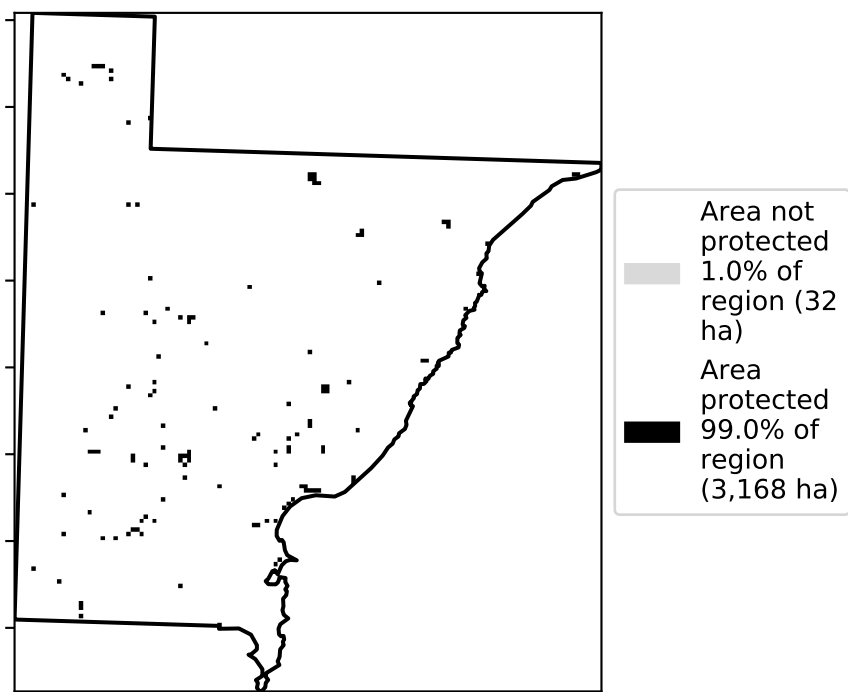 Area not
protected
1.0% of
region (32
ha)
Area
protected
99.0% of
region
(3,168 ha)